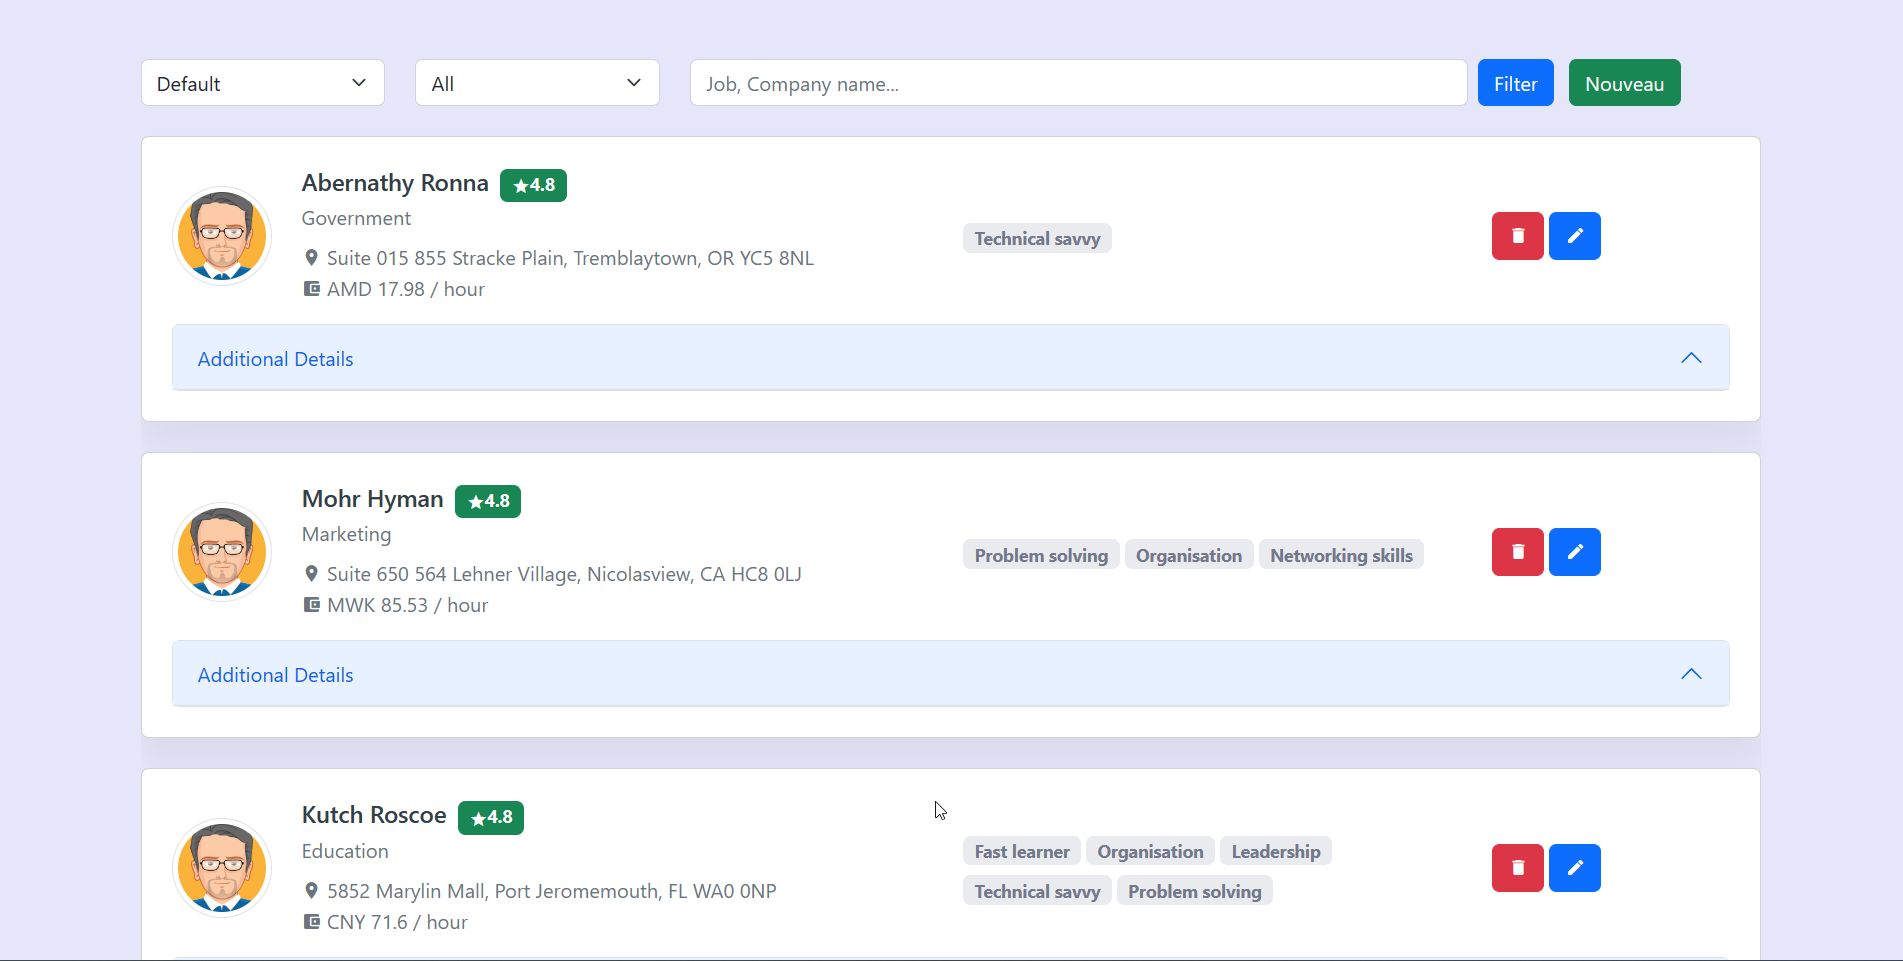 Default
All
Job, Company name...
Filter
Nouveau
Abernathy Ronna
4.8
Government
Suite 015 855 Stracke Plain, Tremblaytown, OR YC5 8NL
AMD 17.98 / hour
Technical savvy
Additional Details
Mohr Hyman
4.8
Marketing
Suite 650 564 Lehner Village, Nicolasview, CA HC8 0LJ
MWK 85.53 / hour
Problem solving
Organisation
Networking skills
Additional Details
Kutch Roscoe
4.8
Education
5852 Marylin Mall, Port Jeromemouth, FL WA0 0NP
CNY 71.6 / hour
Fast learner
Organisation
Leadership
Technical savvy
Problem solving